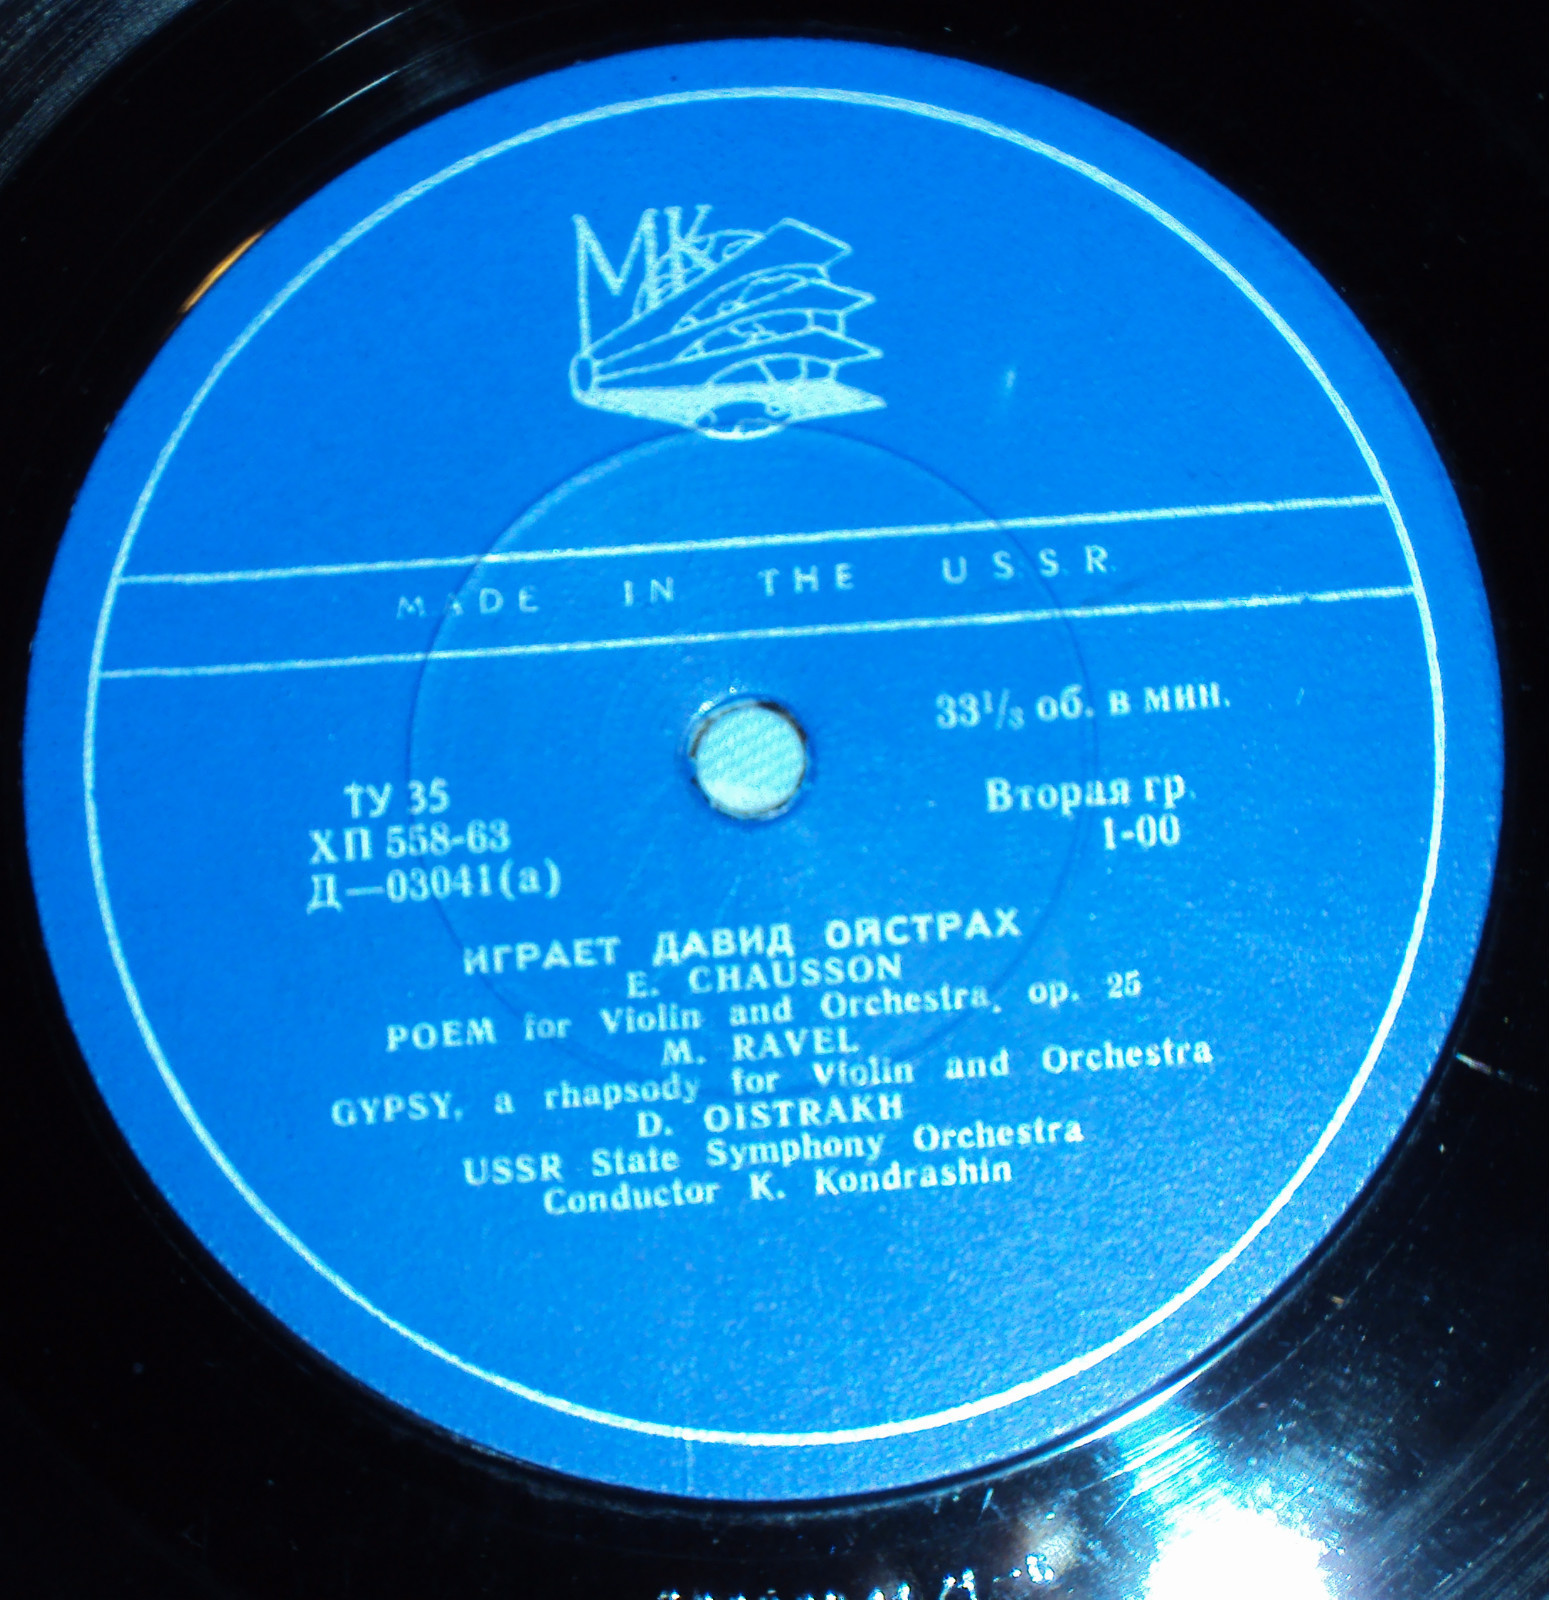 МК
MADE IN THE U.S.S.R.
33⅓ об. в мин.
ТУ 35
ХП 558-63
Д—03041(а)
Вторая гр.
1-00
ИГРАЕТ ДАВИД ОЙСТРАХ
E. CHAUSSON
POEM for Violin and Orchestra, op. 25
M. RAVEL
GYPSY, a rhapsody for Violin and Orchestra
D. OISTRAKH
USSR State Symphony Orchestra
Conductor K. Kondrashin